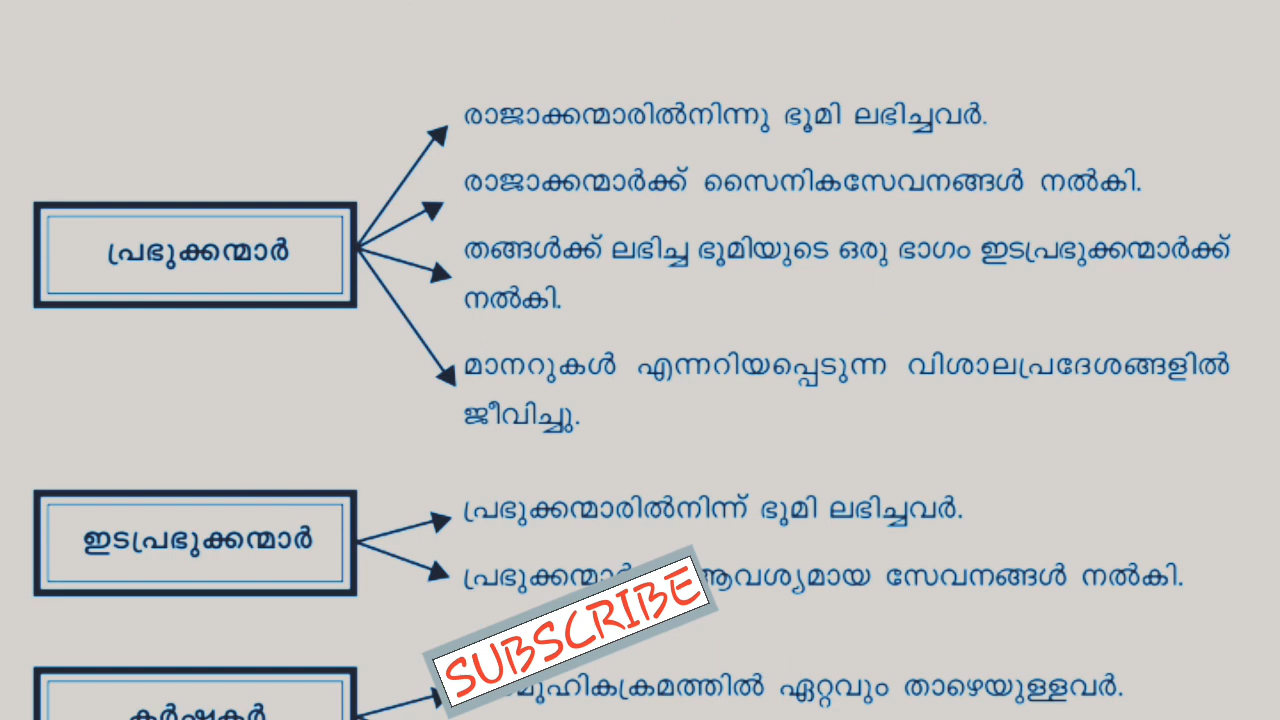 രാജാക്കന്മാരിൽനിന്നു ഭൂമി ലഭിച്ചവർ.
രാജാക്കന്മാർക്ക് സൈനികസേവനങ്ങൾ നൽകി.
പ്രഭുക്കന്മാർ
തങ്ങൾക്ക് ലഭിച്ച ഭൂമിയുടെ ഒരു ഭാഗം ഇടപ്രഭുക്കന്മാർക്ക്
നൽകി.
മാനറുകൾ എന്നറിയപ്പെടുന്ന വിശാലപ്രദേശങ്ങളിൽ
ജീവിച്ചു.
പ്രഭുക്കന്മാരിൽനിന്ന് ഭൂമി ലഭിച്ചവർ.
ഇടപ്രഭുക്കന്മാർ
ആവശ്യമായ സേവനങ്ങൾ നൽകി.
SUBSCRIBE
ഏറ്റവും താഴെയുള്ളവർ.
കർഷകർ